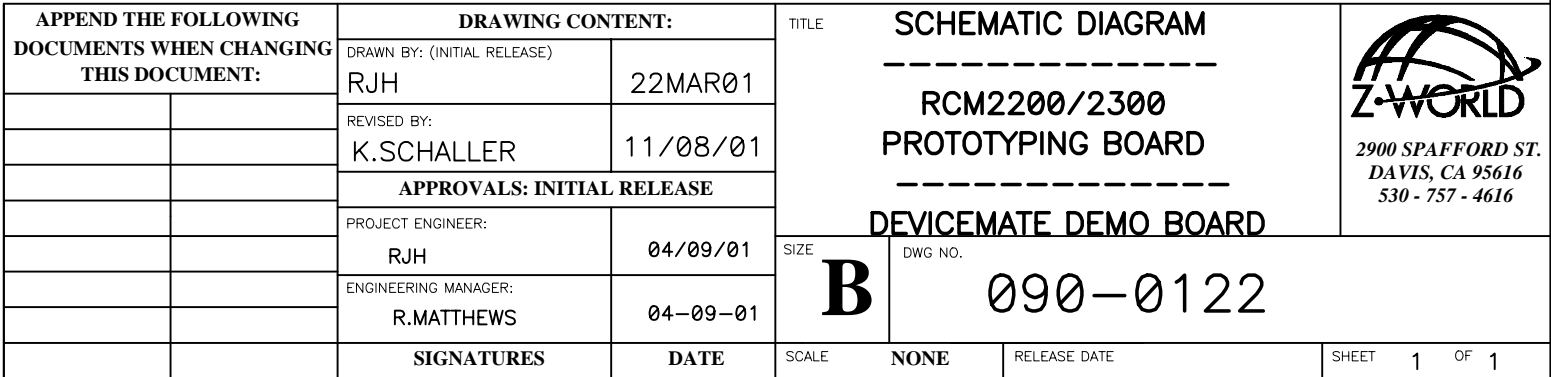 APPEND THE FOLLOWING
DOCUMENTS WHEN CHANGING
THIS DOCUMENT:
DRAWING CONTENT:
DRAWN BY: (INITIAL RELEASE)
RJH
22MAR01
REVISED BY:
K.SCHALLER
11/08/01
APPROVALS: INITIAL RELEASE
PROJECT ENGINEER:
RJH
04/09/01
ENGINEERING MANAGER:
R.MATTHEWS
04-09-01
SIGNATURES
DATE
TITLE
SCHEMATIC DIAGRAM
--------------
RCM2200/2300
PROTOTYPING BOARD
--------------
DEVICEMATE DEMO BOARD
Z•WORLD
2900 SPAFFORD ST.
DAVIS, CA 95616
530 - 757 - 4616
SIZE
B
DWG NO.
090-0122
SCALE
NONE
RELEASE DATE
SHEET 1 OF 1